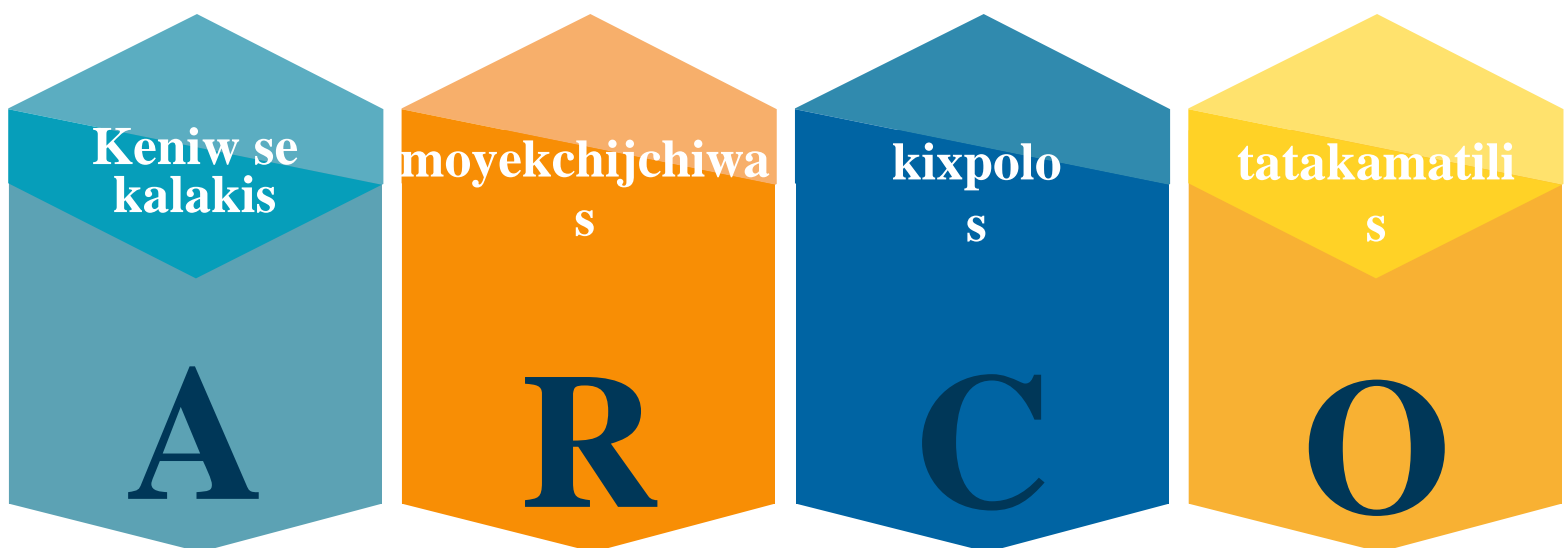 Keniw se
kalakis
A
moyekchijchiwa
s
R
kixpolo
s
C
tatakamatili
s
O